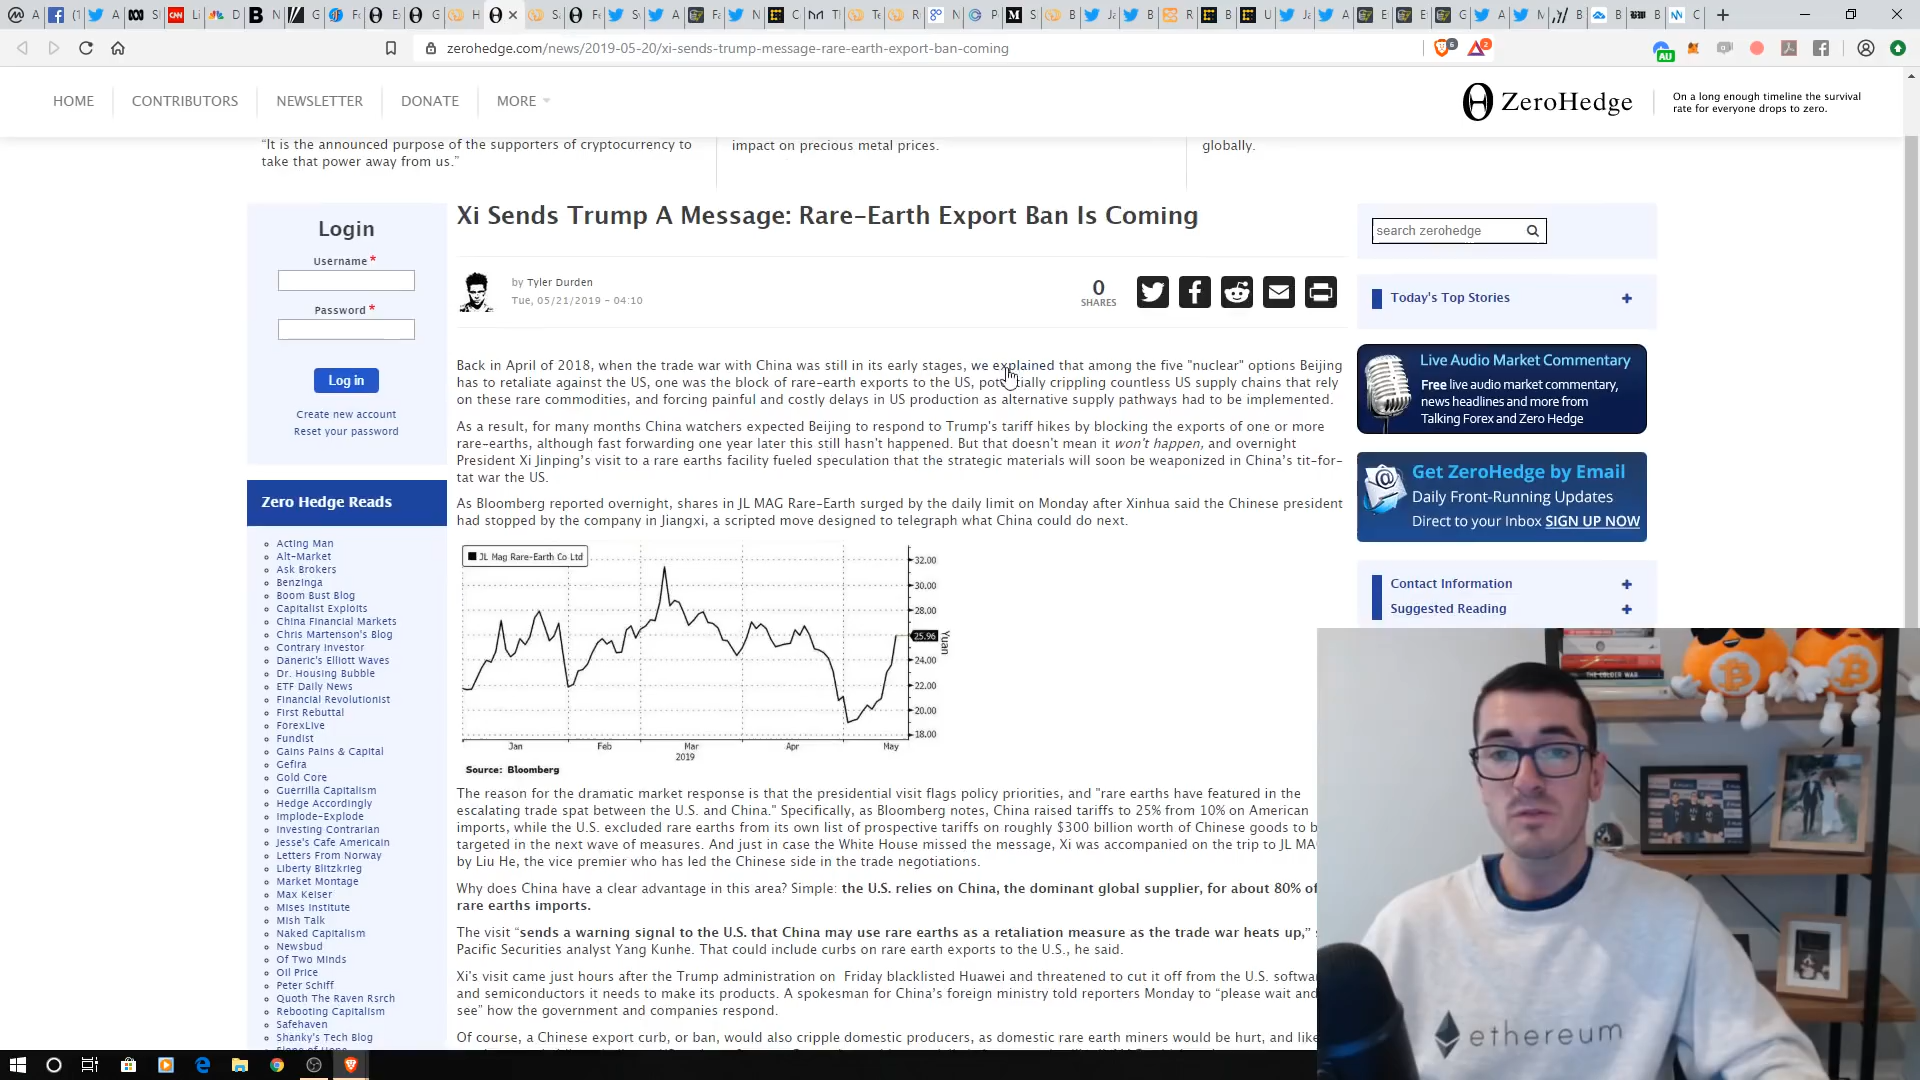 zerohedge.com/news/2019-05-20/xi-sends-trump-message-rare-earth-export-ban-coming
HOME
CONTRIBUTORS
NEWSLETTER
DONATE
MORE
ZeroHedge
On a long enough timeline the survival
rate for everyone drops to zero.
“It is the announced purpose of the supporters of cryptocurrency to
take that power away from us.”
impact on precious metal prices.
globally.
Login
Username *
Password *
Log in
Create new account
Reset your password
Zero Hedge Reads
Acting Man
Alt-Market
Ask Brokers
Benzinga
Boom Bust Blog
Capitalist Exploits
China Financial Markets
Chris Martenson's Blog
Contrary Investor
Daneric's Elliott Waves
Dr. Housing Bubble
ETF Daily News
Financial Revolutionist
First Rebuttal
ForexLive
Fundist
Gains Pains & Capital
Gefira
Gold Core
Guerrilla Capitalism
Hedge Accordingly
Implode-Explode
Investing Contrarian
Jesse's Cafe Americain
Letters From Norway
Liberty Blitzkrieg
Market Montage
Max Keiser
Mises Institute
Mish Talk
Naked Capitalism
Newsbud
Of Two Minds
Oil Price
Peter Schiff
Quoth The Raven Rsrch
Rebooting Capitalism
Safehaven
Shanky's Tech Blog
Xi Sends Trump A Message: Rare-Earth Export Ban Is Coming
by Tyler Durden
Tue, 05/21/2019 - 04:10
0
SHARES
Back in April of 2018, when the trade war with China was still in its early stages, we explained that among the five "nuclear" options Beijing
has to retaliate against the US, one was the block of rare-earth exports to the US, potentially crippling countless US supply chains that rely
on these rare commodities, and forcing painful and costly delays in US production as alternative supply pathways had to be implemented.
As a result, for many months China watchers expected Beijing to respond to Trump's tariff hikes by blocking the exports of one or more
rare-earths, although fast forwarding one year later this still hasn't happened. But that doesn't mean it won't happen, and overnight
President Xi Jinping’s visit to a rare earths facility fueled speculation that the strategic materials will soon be weaponized in China’s tit-for-
tat war the US.
As Bloomberg reported overnight, shares in JL MAG Rare-Earth surged by the daily limit on Monday after Xinhua said the Chinese president
had stopped by the company in Jiangxi, a scripted move designed to telegraph what China could do next.
JL Mag Rare-Earth Co Ltd
32.00
30.00
28.00
25.96
24.00
22.00
20.00
18.00
Yuan
Jan Feb Mar Apr May
2019
Source: Bloomberg
The reason for the dramatic market response is that the presidential visit flags policy priorities, and "rare earths have featured in the
escalating trade spat between the U.S. and China." Specifically, as Bloomberg notes, China raised tariffs to 25% from 10% on American
imports, while the U.S. excluded rare earths from its own list of prospective tariffs on roughly $300 billion worth of Chinese goods to b
targeted in the next wave of measures. And just in case the White House missed the message, Xi was accompanied on the trip to JL MA
by Liu He, the vice premier who has led the Chinese side in the trade negotiations.
Why does China have a clear advantage in this area? Simple: the U.S. relies on China, the dominant global supplier, for about 80% of
rare earths imports.
The visit “sends a warning signal to the U.S. that China may use rare earths as a retaliation measure as the trade war heats up,”
Pacific Securities analyst Yang Kunhe. That could include curbs on rare earth exports to the U.S., he said.
Xi’s visit came just hours after the Trump administration on Friday blacklisted Huawei and threatened to cut it off from the U.S. softwa
and semiconductors it needs to make its products. A spokesman for China’s foreign ministry told reporters Monday to “please wait and
see” how the government and companies respond.
Of course, a Chinese export curb, or ban, would also cripple domestic producers, as domestic rare earth miners would be hurt, and like
search zerohedge
Today's Top Stories
Live Audio Market Commentary
Free live audio market commentary,
news headlines and more from
Talking Forex and Zero Hedge
Get ZeroHedge by Email
Daily Front-Running Updates
Direct to your Inbox SIGN UP NOW
Contact Information
Suggested Reading
ethereum